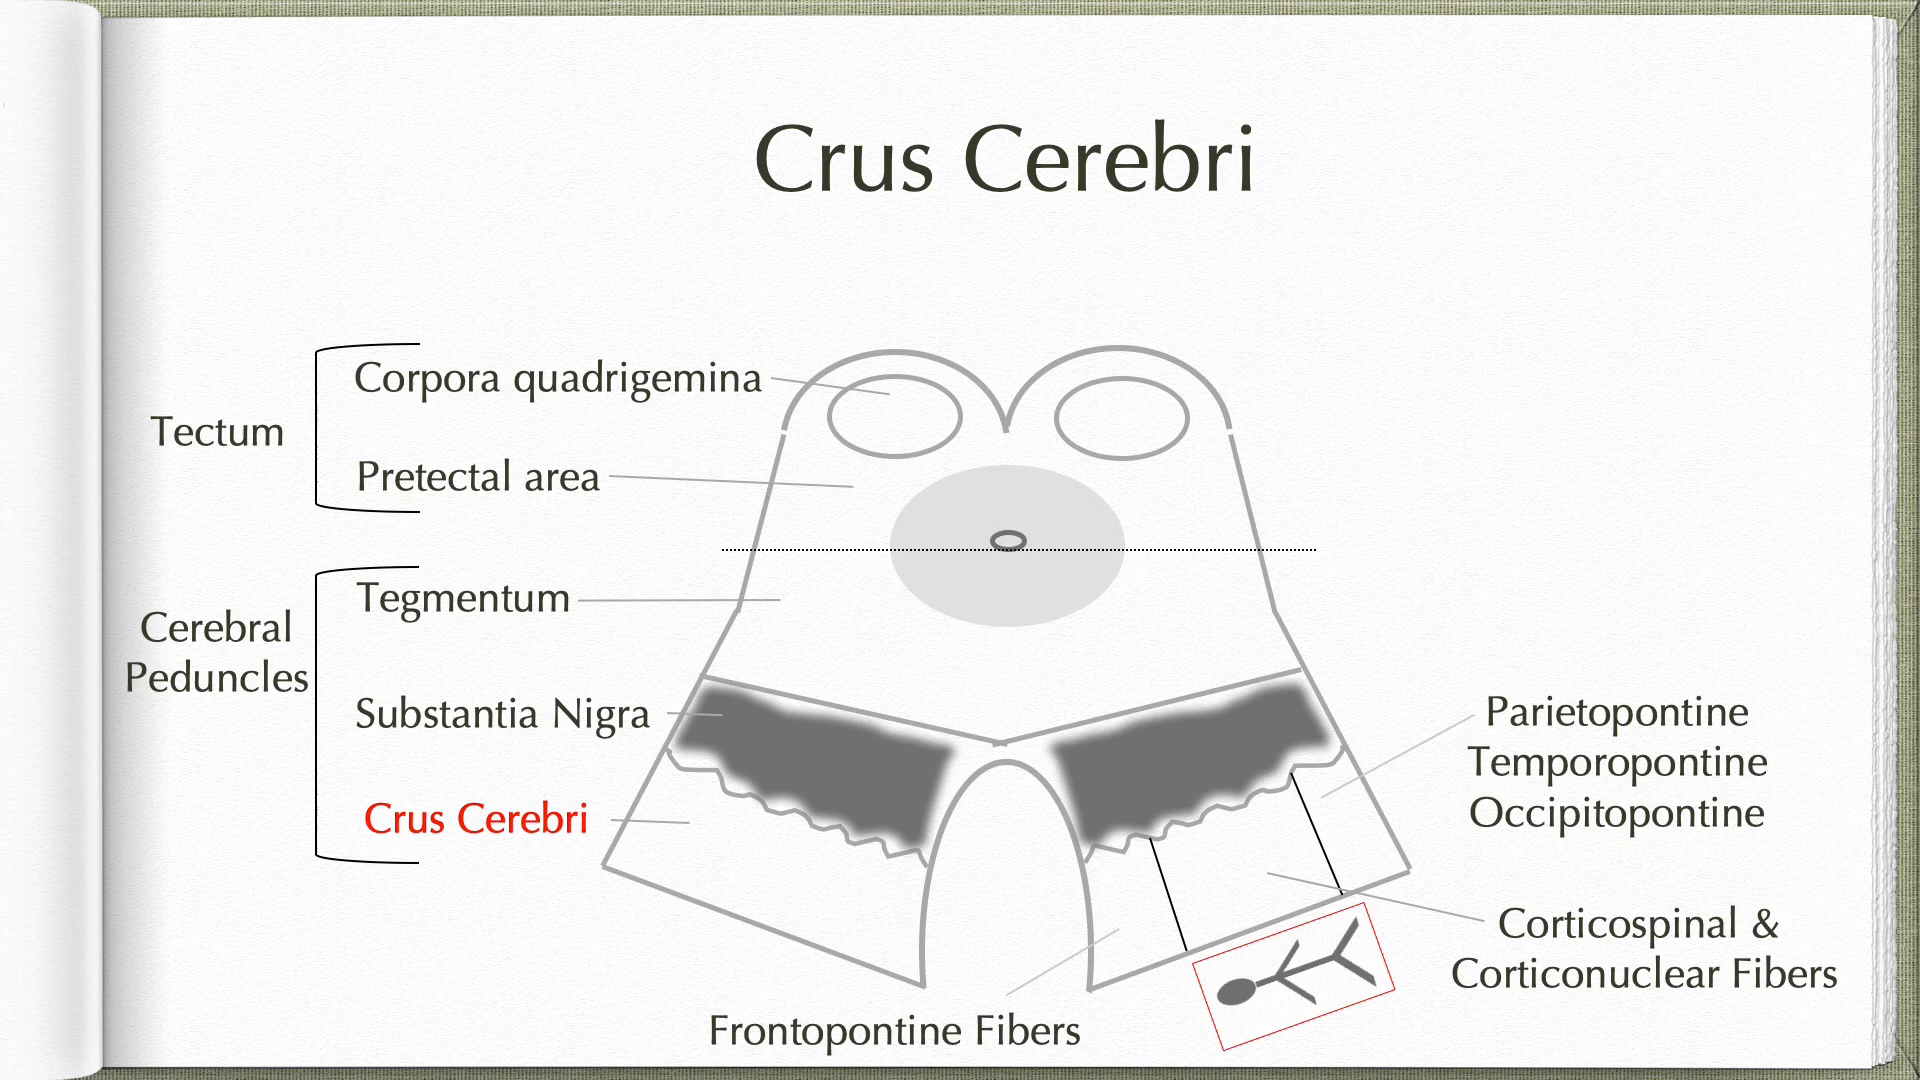 Crus Cerebri
Tectum
Corpora quadrigemina
Pretectal area
Cerebral
Peduncles
Tegmentum
Substantia Nigra
Crus Cerebri
Parietopontine
Temporopontine
Occipitopontine
Corticospinal &
Corticonuclear Fibers
Frontopontine Fibers